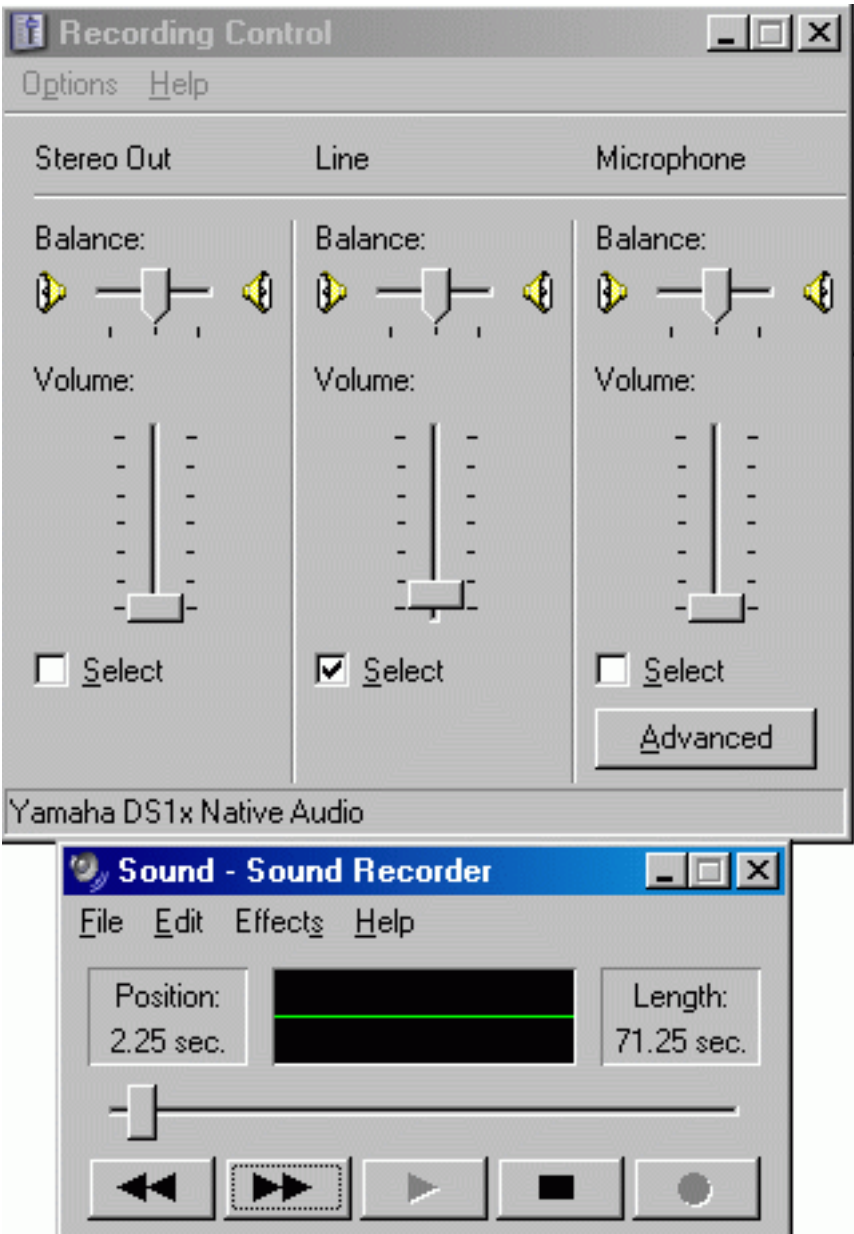 Recording Control
Options Help
Stereo Out Line Microphone
Balance: Balance: Balance:
Volume: Volume: Volume:
Select Select Select
Advanced
Yamaha DS1x Native Audio
Sound - Sound Recorder
File Edit Effects Help
Position: Length:
2.25 sec. 71.25 sec.